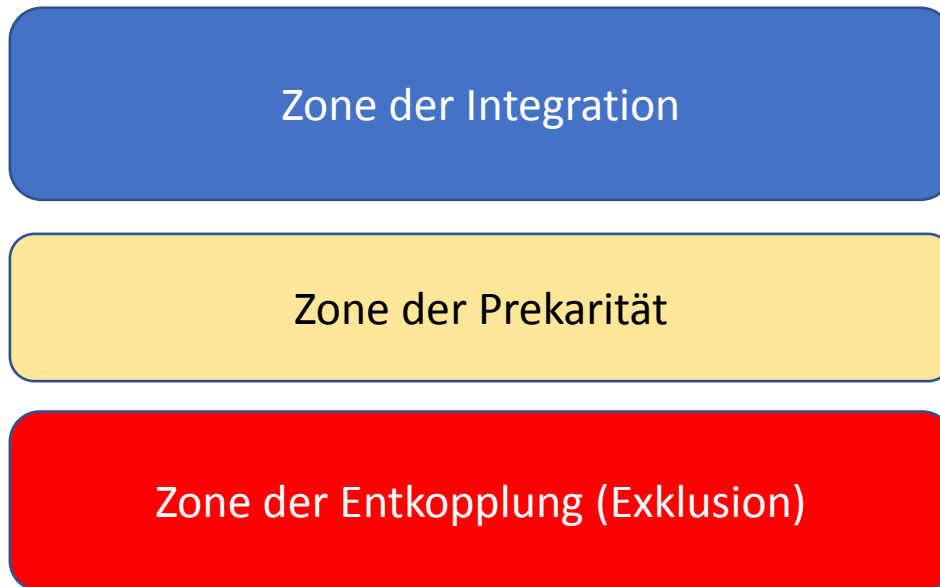 Zone der Integration
Zone der Prekarität
Zone der Entkopplung (Exklusion)